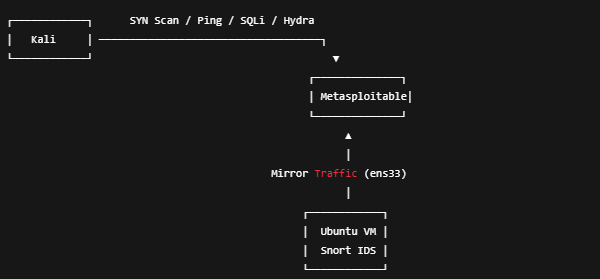 SYN Scan / Ping / SQLi / Hydra
Kali
Metasploitable
Mirror Traffic (ens33)
Ubuntu VM
Snort IDS